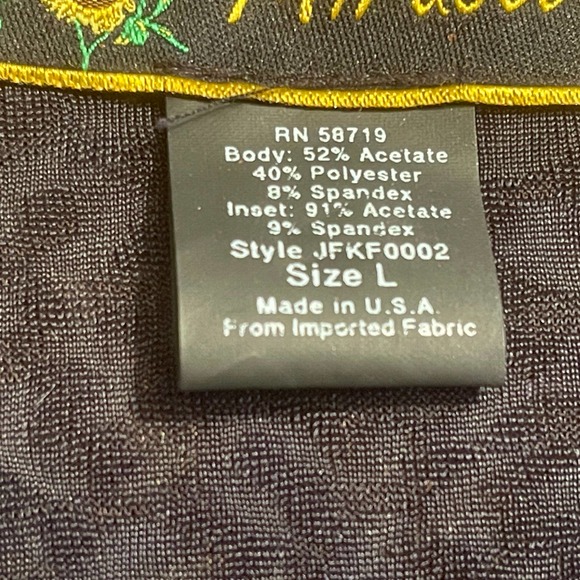 RN 58719
Body: 52% Acetate
40% Polyester
8% Spandex
Inset: 91% Acetate
9% Spandex
Style JFKF0002
Size L
Made in U.S.A.
From Imported Fabric